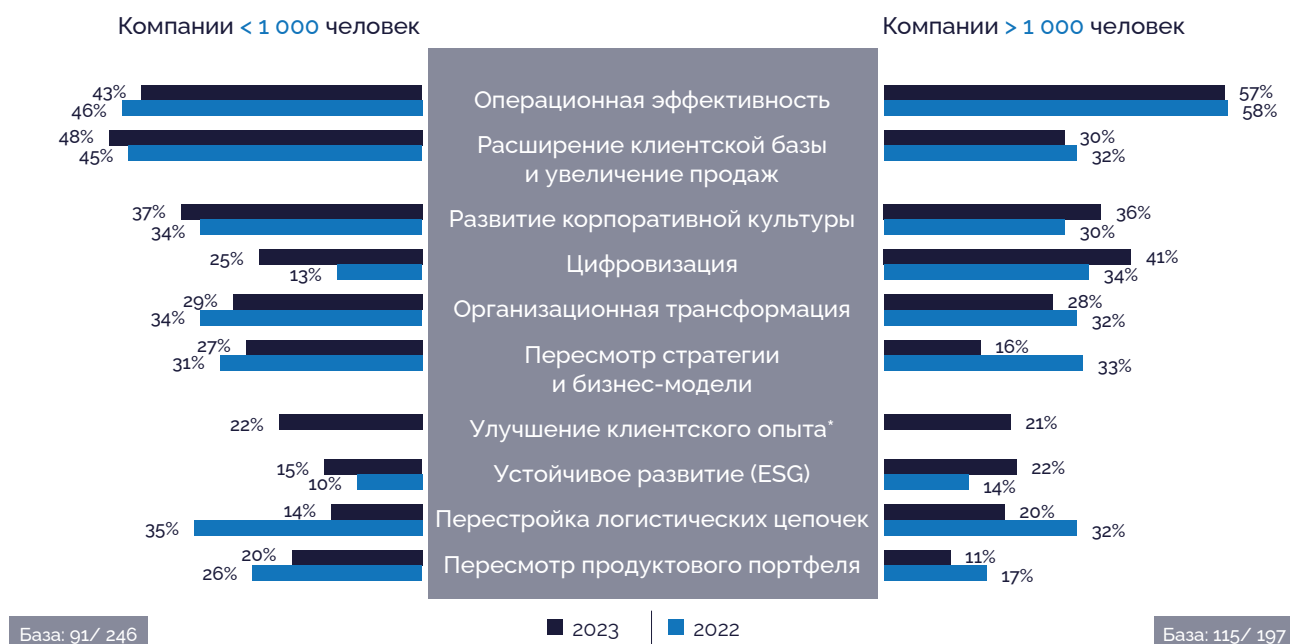 Компании < 1 000 человек
Компании > 1 000 человек
43%
46%
Операционная эффективность
57%
58%
48%
45%
Расширение клиентской базы
и увеличение продаж
30%
32%
37%
34%
Развитие корпоративной культуры
36%
30%
25%
13%
Цифровизация
41%
34%
29%
34%
Организационная трансформация
28%
32%
27%
31%
Пересмотр стратегии
и бизнес-модели
16%
33%
22%
Улучшение клиентского опыта*
21%
15%
10%
Устойчивое развитие (ESG)
22%
14%
14%
35%
Перестройка логистических цепочек
20%
32%
20%
26%
Пересмотр продуктового портфеля
11%
17%
База: 91/ 246
2023
2022
База: 115/ 197